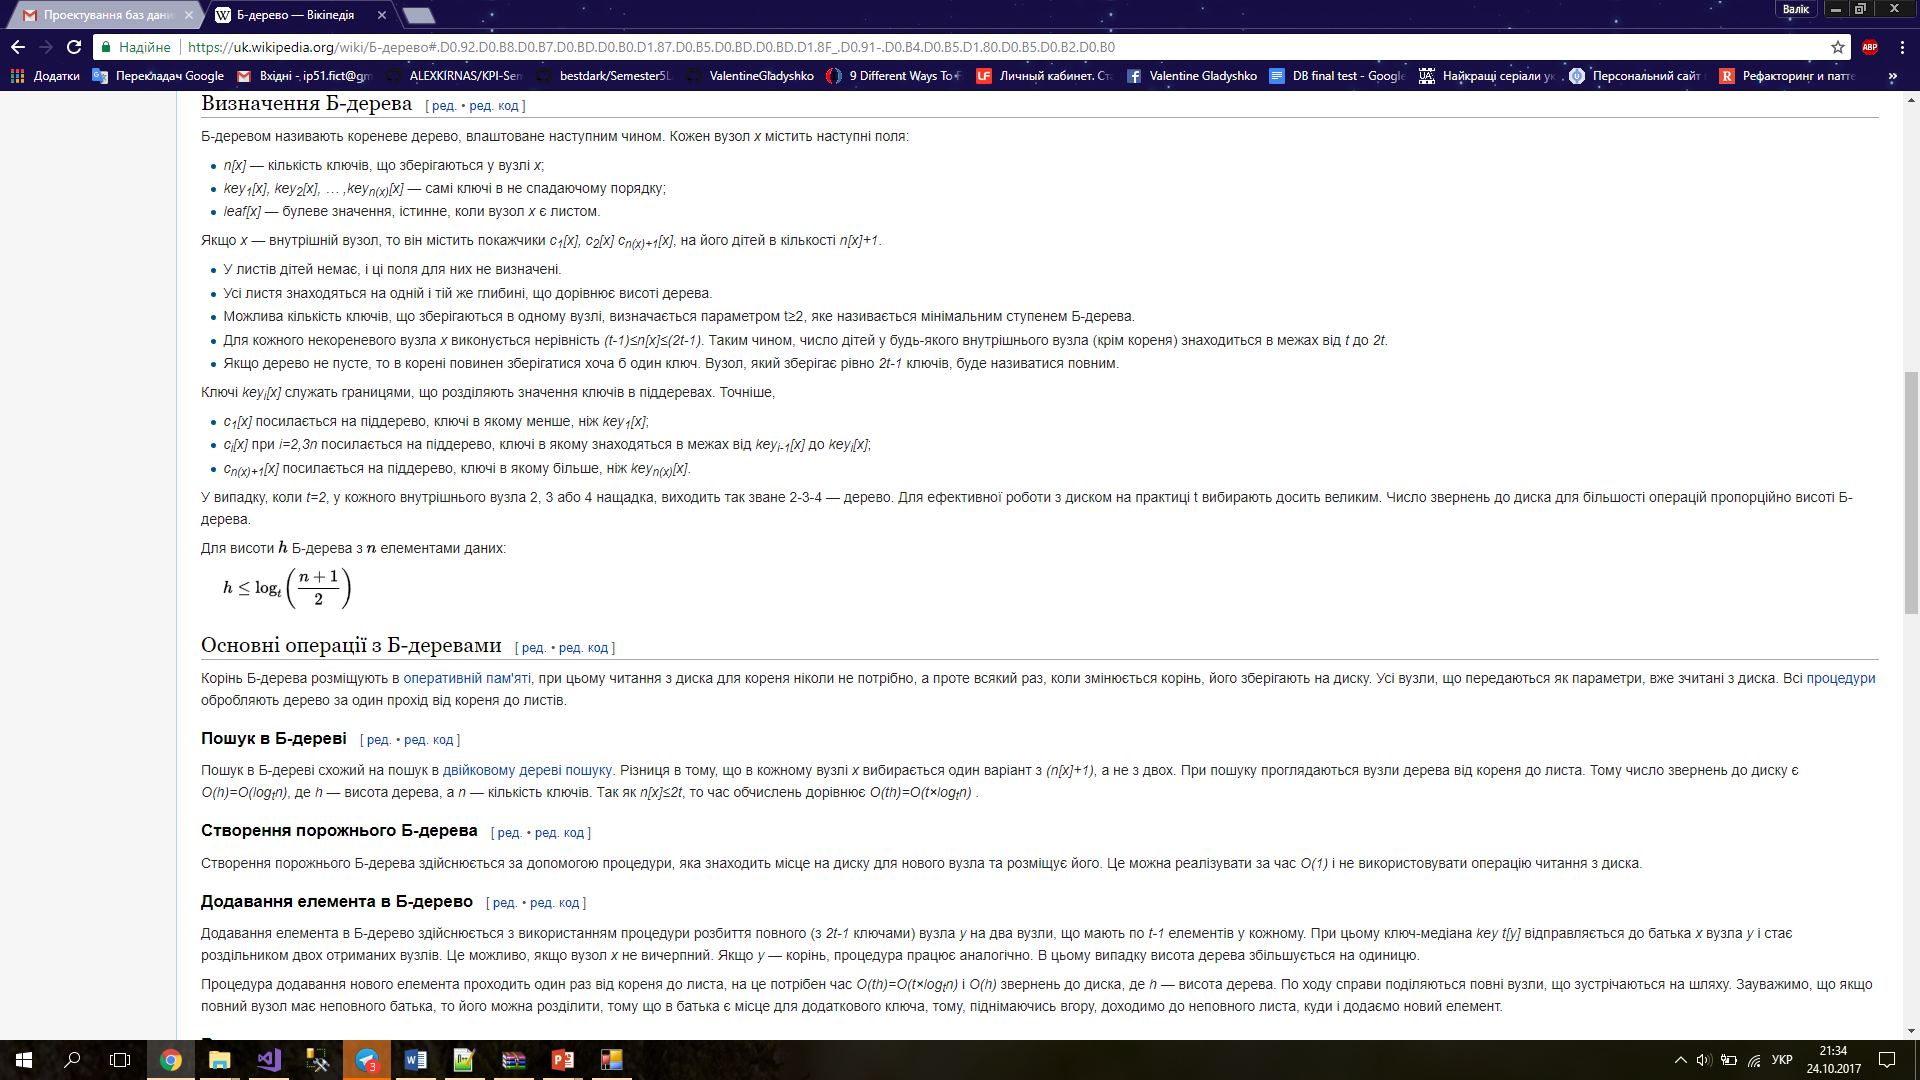 Проектування баз дани
Б-дерево — Вікіпедія
Валік
Надійне
https://uk.wikipedia.org/wiki/Б-дерево#.D0.92.D0.B8.D0.B7.D0.BD.D0.B0.D1.87.D0.B5.D0.BD.D0.BD.D1.8F_.D0.91-.D0.B4.D0.B5.D1.80.D0.B5.D0.B2.D0.B0
ABP
Додатки
Перекладач Google
Вхідні - ip51.fict@gm
ALEXKIRNAS/KPI-Sem
bestdark/Semester5L
ValentineGladyshko
9 Different Ways To F
Личный кабинет. Ста
Valentine Gladyshko
DB final test - Google
Найкращі серіали ук
Персональний сайт
Рефакторинг и патте
»
Визначення Б-дерева [ ред. • ред. код ]
Б-деревом називають кореневе дерево, влаштоване наступним чином. Кожен вузол x містить наступні поля:
n[x] — кількість ключів, що зберігаються у вузлі x;
key1[x], key2[x], … ,keyn(x)[x] — самі ключі в не спадаючому порядку;
leaf[x] — булеве значення, істинне, коли вузол x є листом.
Якщо x — внутрішній вузол, то він містить покажчики c1[x], c2[x] cn(x)+1[x], на його дітей в кількості n[x]+1.
У листів дітей немає, і ці поля для них не визначені.
Усі листя знаходяться на одній і тій же глибині, що дорівнює висоті дерева.
Можлива кількість ключів, що зберігаються в одному вузлі, визначається параметром t≥2, яке називається мінімальним ступенем Б-дерева.
Для кожного некореневого вузла x виконується нерівність (t-1)≤n[x]≤(2t-1). Таким чином, число дітей у будь-якого внутрішнього вузла (крім кореня) знаходиться в межах від t до 2t.
Якщо дерево не пусте, то в корені повинен зберігатися хоча б один ключ. Вузол, який зберігає рівно 2t-1 ключів, буде називатися повним.
Ключі keyi[x] служать границями, що розділяють значення ключів в піддеревах. Точніше,
c1[x] посилається на піддерево, ключі в якому менше, ніж key1[x];
ci[x] при i=2,3n посилається на піддерево, ключі в якому знаходяться в межах від keyi-1[x] до keyi[x];
cn(x)+1[x] посилається на піддерево, ключі в якому більше, ніж keyn(x)[x].
У випадку, коли t=2, у кожного внутрішнього вузла 2, 3 або 4 нащадка, виходить так зване 2-3-4 — дерево. Для ефективної роботи з диском на практиці t вибирають досить великим. Число звернень до диска для більшості операцій пропорційно висоті Б-
дерева.
Для висоти h Б-дерева з n елементами даних:
h ≤ logt((n + 1)/2)
Основні операції з Б-деревами [ ред. • ред. код ]
Корінь Б-дерева розміщують в оперативній пам'яті, при цьому читання з диска для кореня ніколи не потрібно, а проте всякий раз, коли змінюється корінь, його зберігають на диску. Усі вузли, що передаються як параметри, вже зчитані з диска. Всі процедури
обробляють дерево за один прохід від кореня до листів.
Пошук в Б-дереві [ ред. • ред. код ]
Пошук в Б-дереві схожий на пошук в двійковому дереві пошуку. Різниця в тому, що в кожному вузлі x вибирається один варіант з (n[x]+1), а не з двох. При пошуку проглядаються вузли дерева від кореня до листа. Тому число звернень до диску є
O(h)=O(logtn), де h — висота дерева, а n — кількість ключів. Так як n[x]≤2t, то час обчислень дорівнює O(th)=O(t×logtn) .
Створення порожнього Б-дерева [ ред. • ред. код ]
Створення порожнього Б-дерева здійснюється за допомогою процедури, яка знаходить місце на диску для нового вузла та розміщує його. Це можна реалізувати за час O(1) і не використовувати операцію читання з диска.
Додавання елемента в Б-дерево [ ред. • ред. код ]
Додавання елемента в Б-дерево здійснюється з використанням процедури розбиття повного (з 2t-1 ключами) вузла y на два вузли, що мають по t-1 елементів у кожному. При цьому ключ-медіана key t[y] відправляється до батька x вузла y і стає
роздільником двох отриманих вузлів. Це можливо, якщо вузол x не вичерпний. Якщо y — корінь, процедура працює аналогічно. В цьому випадку висота дерева збільшується на одиницю.
Процедура додавання нового елемента проходить один раз від кореня до листа, на це потрібен час O(th)=O(t×logtn) і O(h) звернень до диска, де h — висота дерева. По ходу справи поділяються повні вузли, що зустрічаються на шляху. Зауважимо, що якщо
повний вузол має неповного батька, то його можна розділити, тому що в батька є місце для додаткового ключа, тому, піднімаючись вгору, доходимо до неповного листа, куди і додаємо новий елемент.
3
УКР
21:34
24.10.2017